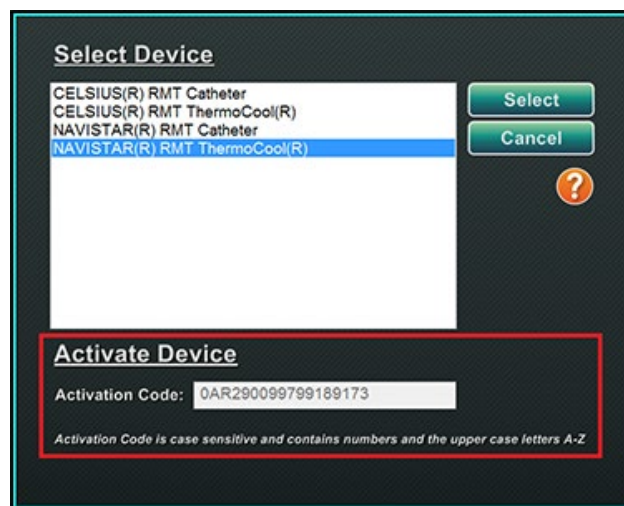 Select Device
CELSIUS(R) RMT Catheter
CELSIUS(R) RMT ThermoCool(R)
NAVISTAR(R) RMT Catheter
NAVISTAR(R) RMT ThermoCool(R)
Select
Cancel
?
Activate Device
Activation Code: 0AR290099799189173
Activation Code is case sensitive and contains numbers and the upper case letters A-Z